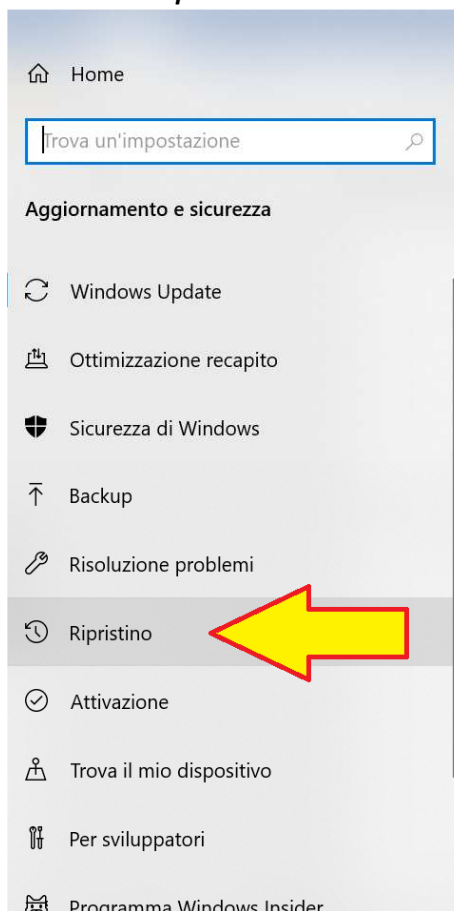 Home
Trova un'impostazione
Aggiornamento e sicurezza
Windows Update
Ottimizzazione recapito
Sicurezza di Windows
Backup
Risoluzione problemi
Ripristino
Attivazione
Trova il mio dispositivo
Per sviluppatori
Programma Windows Insider